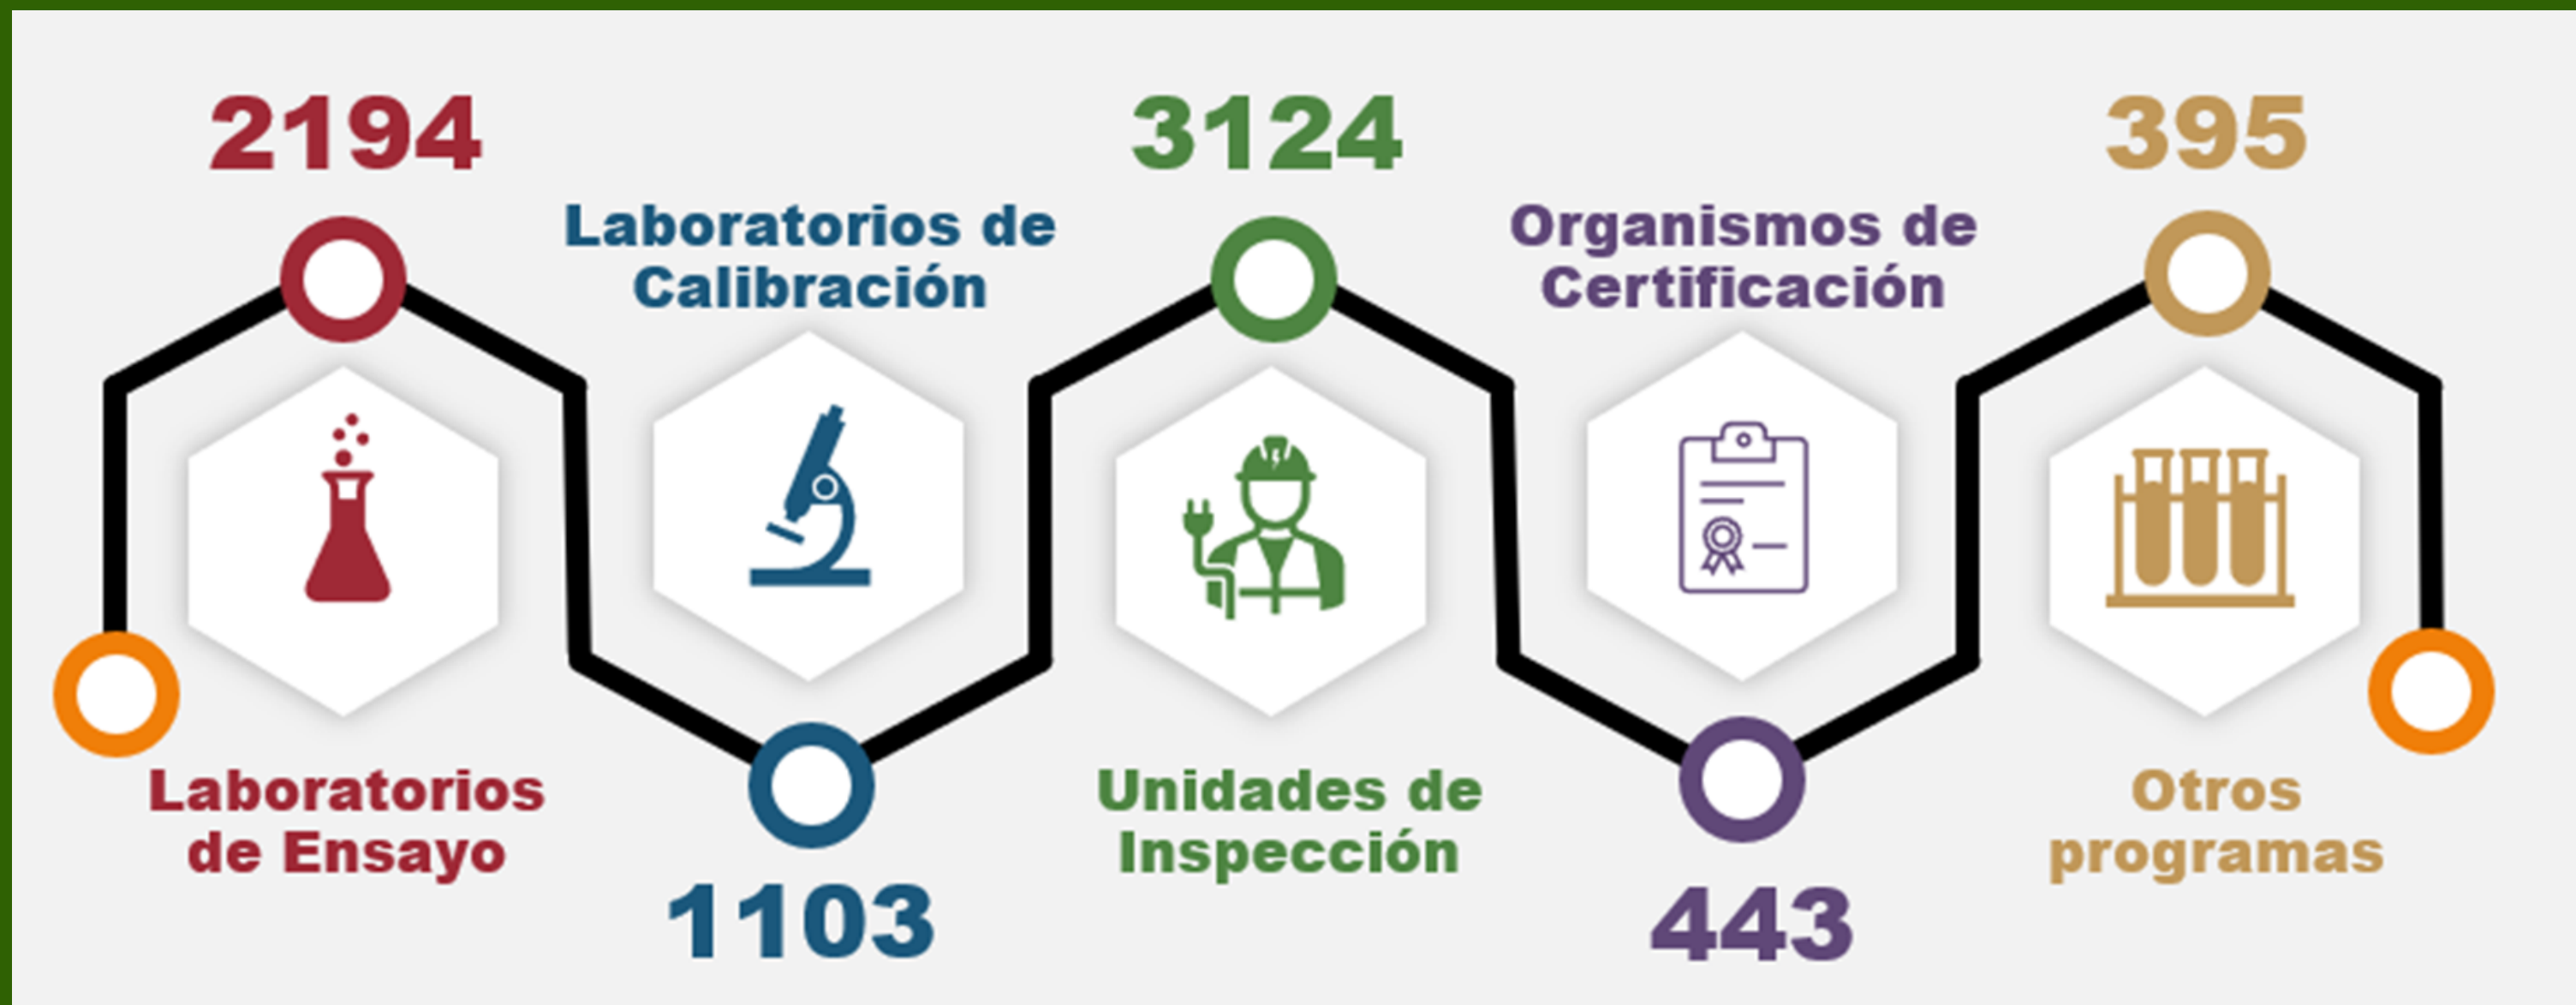 2194
Laboratorios
de Ensayo
Laboratorios de
Calibración
1103
3124
Unidades de
Inspección
Organismos de
Certificación
443
395
Otros
programas